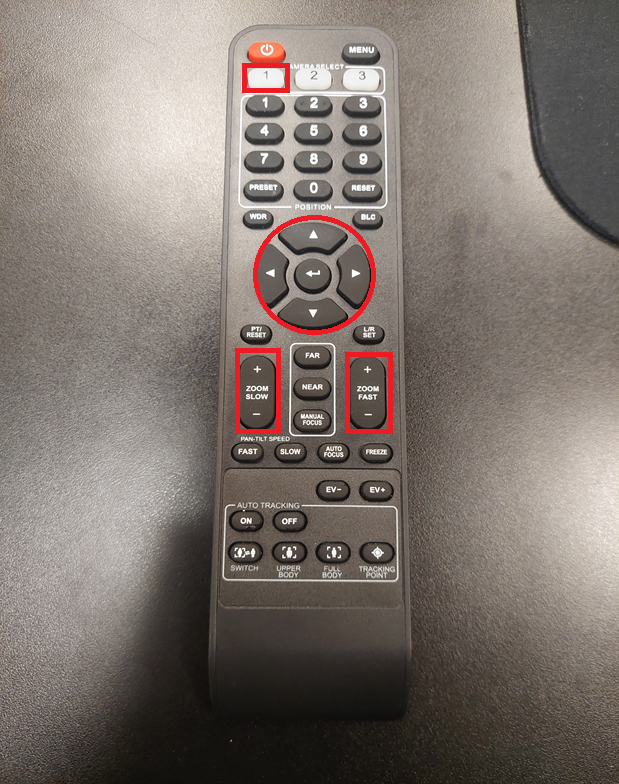 MENU
CAMERA SELECT
1 2 3
1 2 3
4 5 6
7 8 9
PRESET 0 RESET
POSITION
WDR BLC
PT/
RESET
L/R
SET
+
ZOOM
SLOW
−
FAR
NEAR
MANUAL
FOCUS
+
ZOOM
FAST
−
PAN-TILT SPEED
FAST SLOW
AUTO
FOCUS
FREEZE
EV− EV+
AUTO TRACKING
ON OFF
SWITCH
UPPER
BODY
FULL
BODY
TRACKING
POINT